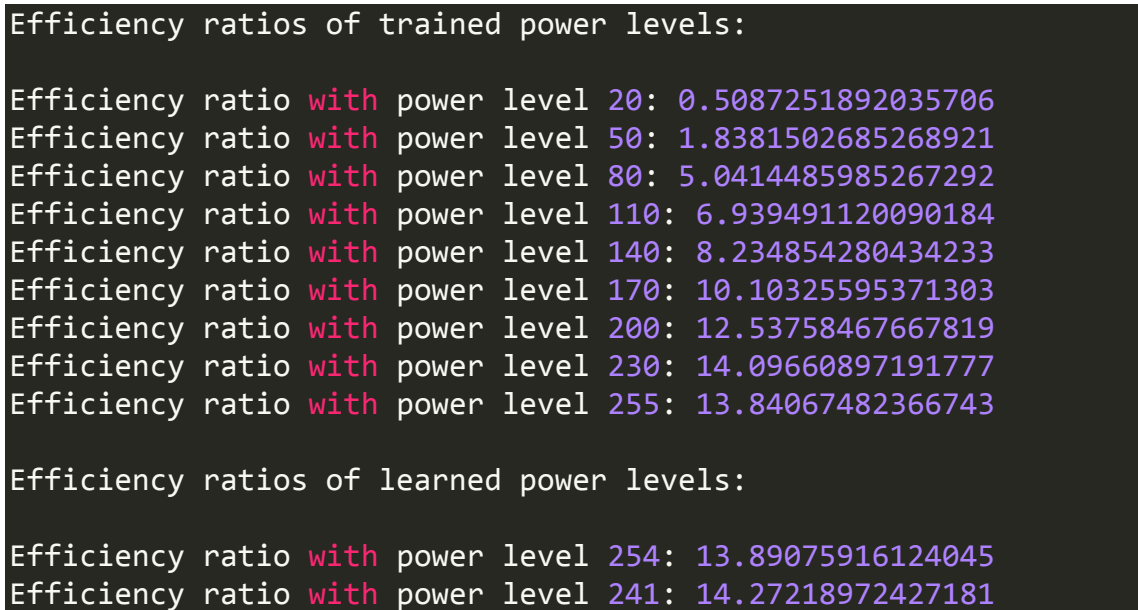 Efficiency ratios of trained power levels:
Efficiency ratio with power level 20: 0.5087251892035706
Efficiency ratio with power level 50: 1.8381502685268921
Efficiency ratio with power level 80: 5.0414485985267292
Efficiency ratio with power level 110: 6.939491120090184
Efficiency ratio with power level 140: 8.234854280434233
Efficiency ratio with power level 170: 10.10325595371303
Efficiency ratio with power level 200: 12.53758467667819
Efficiency ratio with power level 230: 14.09660897191777
Efficiency ratio with power level 255: 13.84067482366743
Efficiency ratios of learned power levels:
Efficiency ratio with power level 254: 13.89075916124045
Efficiency ratio with power level 241: 14.27218972427181